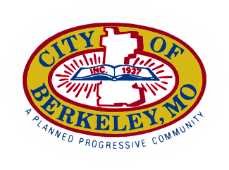 CITY OF
INC. 1937
BERKELEY, MO
A PLANNED PROGRESSIVE COMMUNITY